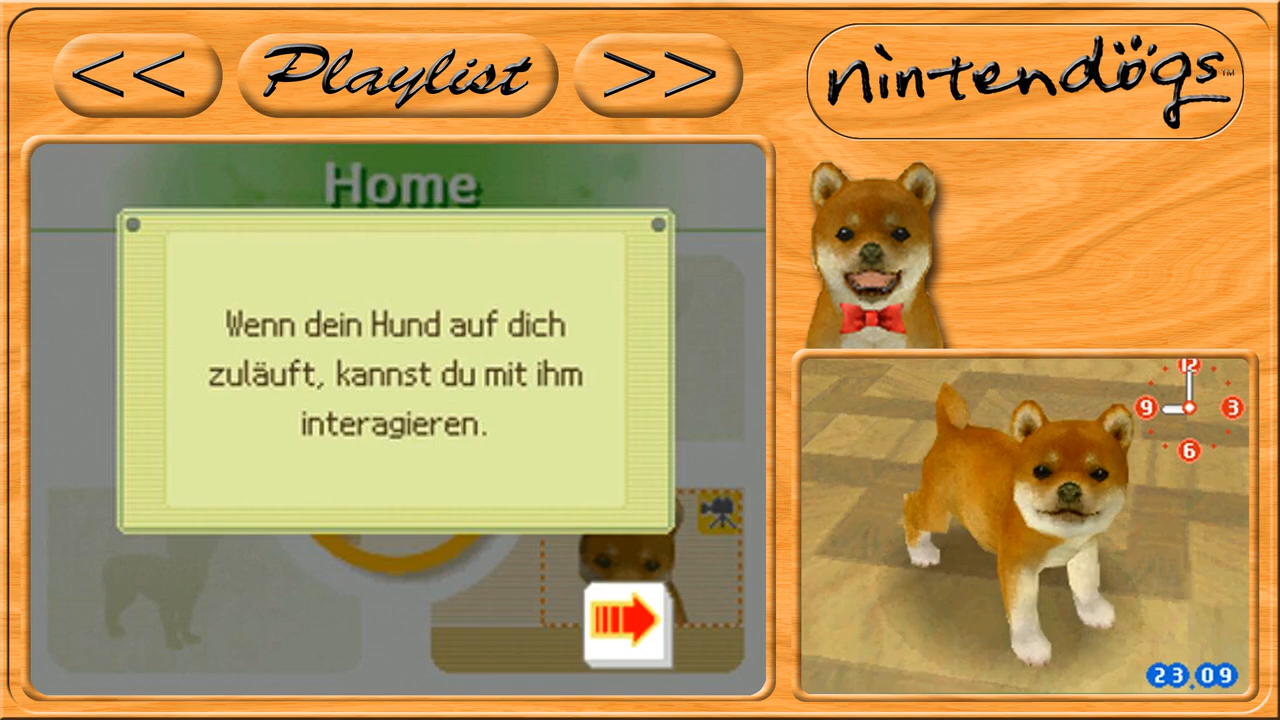 << Playlist >>
nintendögs™
Home
Wenn dein Hund auf dich
zuläuft, kannst du mit ihm
interagieren.
12
9 3
6
23.09